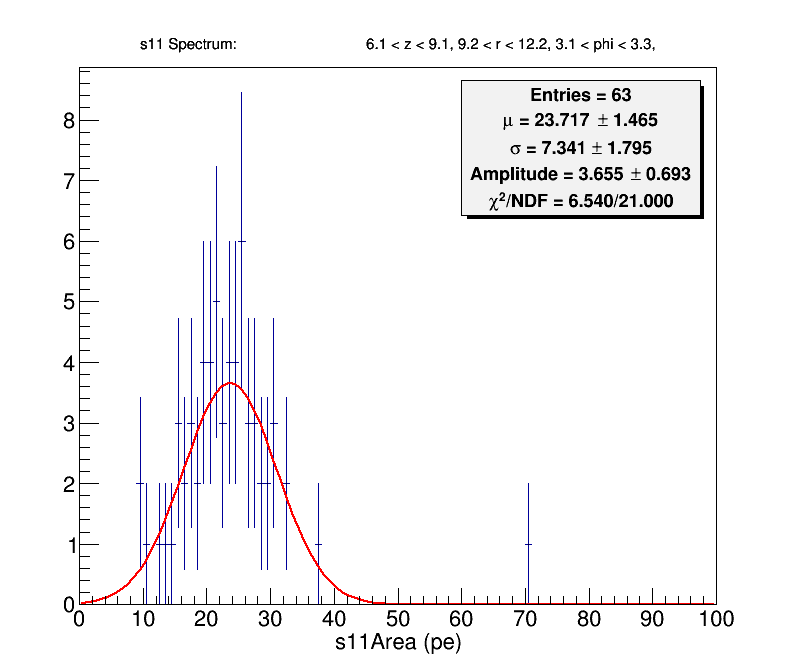 s11 Spectrum: 6.1 < z < 9.1, 9.2 < r < 12.2, 3.1 < phi < 3.3,
Entries = 63
μ = 23.717 ± 1.465
σ = 7.341 ± 1.795
Amplitude = 3.655 ± 0.693
χ²/NDF = 6.540/21.000
8
7
6
5
4
3
2
1
0
0 10 20 30 40 50 60 70 80 90 100
s11Area (pe)